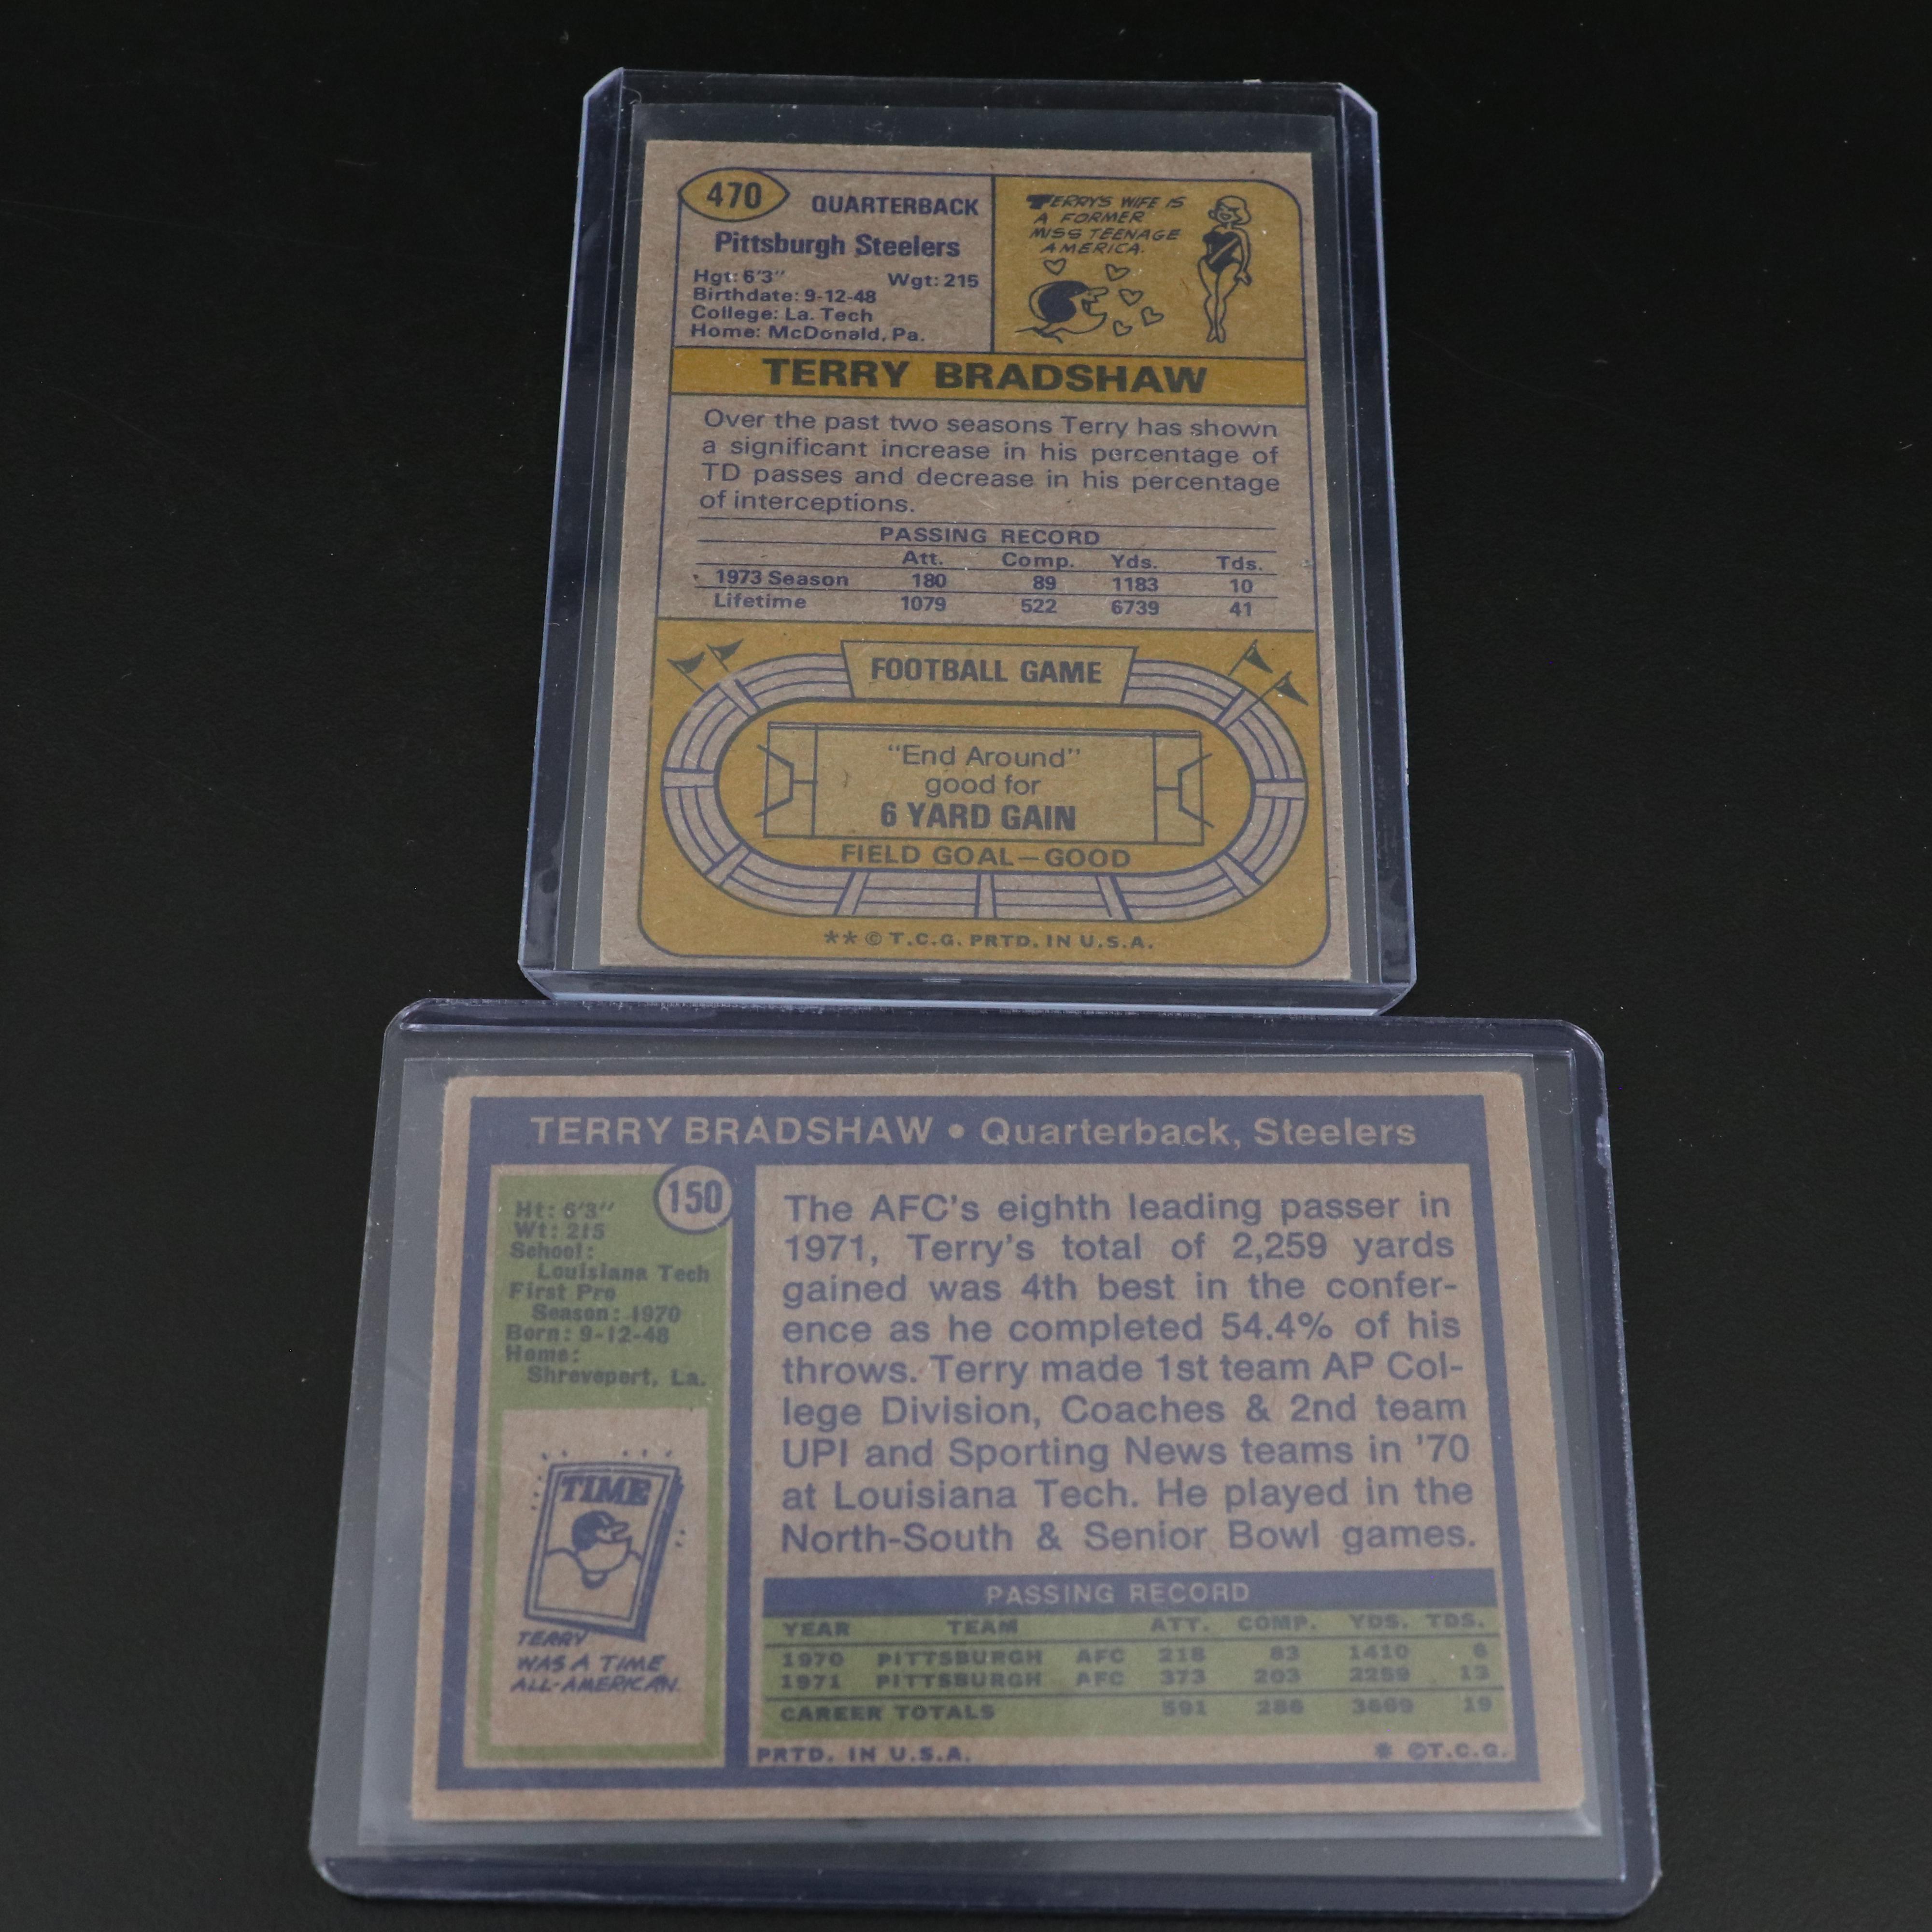 470
QUARTERBACK
Pittsburgh Steelers
Hgt: 6'3" Wgt: 215
Birthdate: 9-12-48
College: La. Tech
Home: McDonald, Pa.
TERRY'S WIFE IS
A FORMER
MISS TEENAGE
AMERICA.
TERRY BRADSHAW
Over the past two seasons Terry has shown
a significant increase in his percentage of
TD passes and decrease in his percentage
of interceptions.
PASSING RECORD
Att. Comp. Yds. Tds.
1973 Season 180 89 1183 10
Lifetime 1079 522 6739 41
FOOTBALL GAME
"End Around"
good for
6 YARD GAIN
FIELD GOAL—GOOD
** © T.C.G. PRTD. IN U.S.A.
TERRY BRADSHAW • Quarterback, Steelers
150
Ht: 6'3"
Wt: 215
School:
Louisiana Tech
First Pro
Season: 1970
Born: 9-12-48
Home:
Shreveport, La.
TIME
TERRY
WAS A TIME
ALL-AMERICAN.
The AFC's eighth leading passer in
1971, Terry's total of 2,259 yards
gained was 4th best in the confer-
ence as he completed 54.4% of his
throws. Terry made 1st team AP Col-
lege Division, Coaches & 2nd team
UPI and Sporting News teams in '70
at Louisiana Tech. He played in the
North-South & Senior Bowl games.
PASSING RECORD
YEAR TEAM ATT. COMP. YDS. TDS.
1970 PITTSBURGH AFC 218 83 1410 6
1971 PITTSBURGH AFC 373 203 2259 13
CAREER TOTALS 591 286 3669 19
PRTD. IN U.S.A. * ©T.C.G.